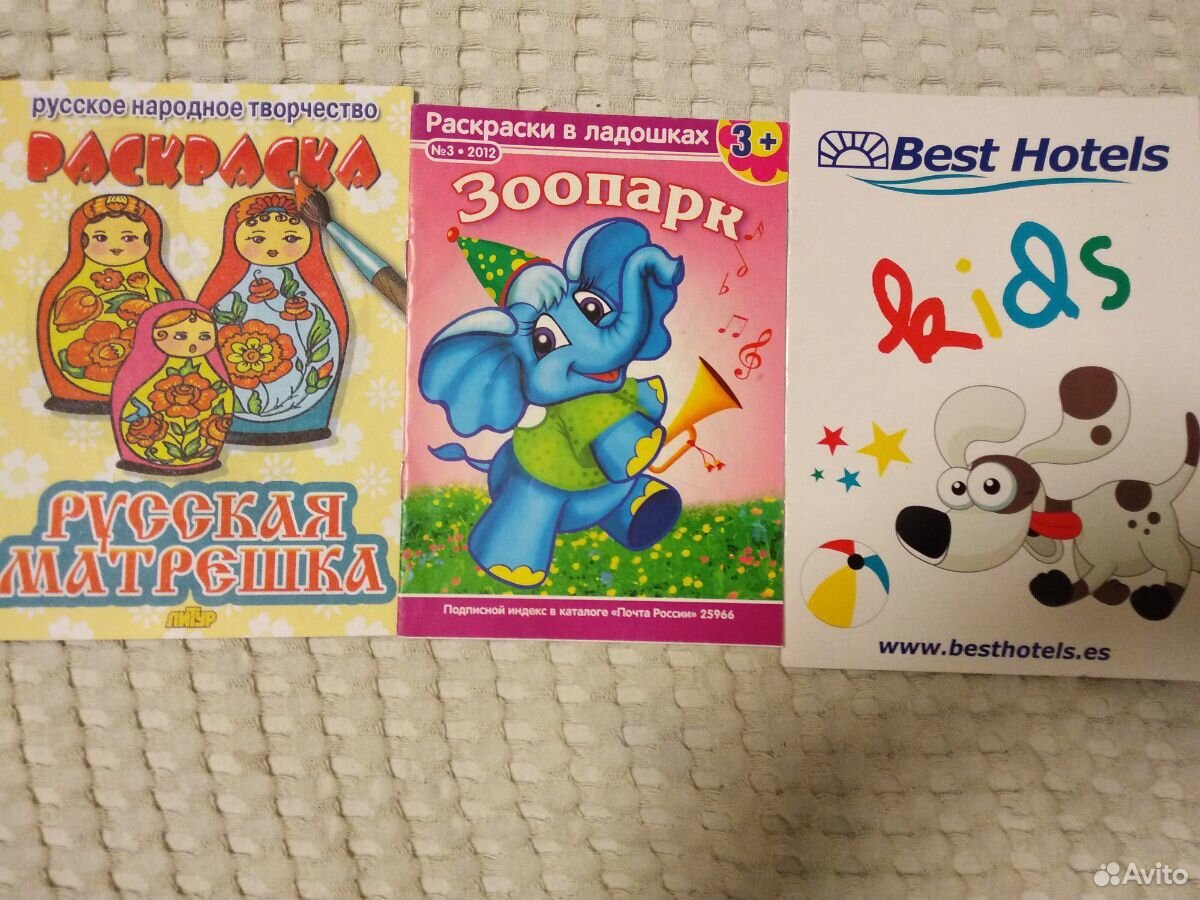 русское народное творчество
РАСКРАСКА
РУССКАЯ
МАТРЕШКА
ЛИТУР
Раскраски в ладошках
№3 • 2012
3+
Зоопарк
Подписной индекс в каталоге «Почта России» 25966
Best Hotels
kids
www.besthotels.es
Avito